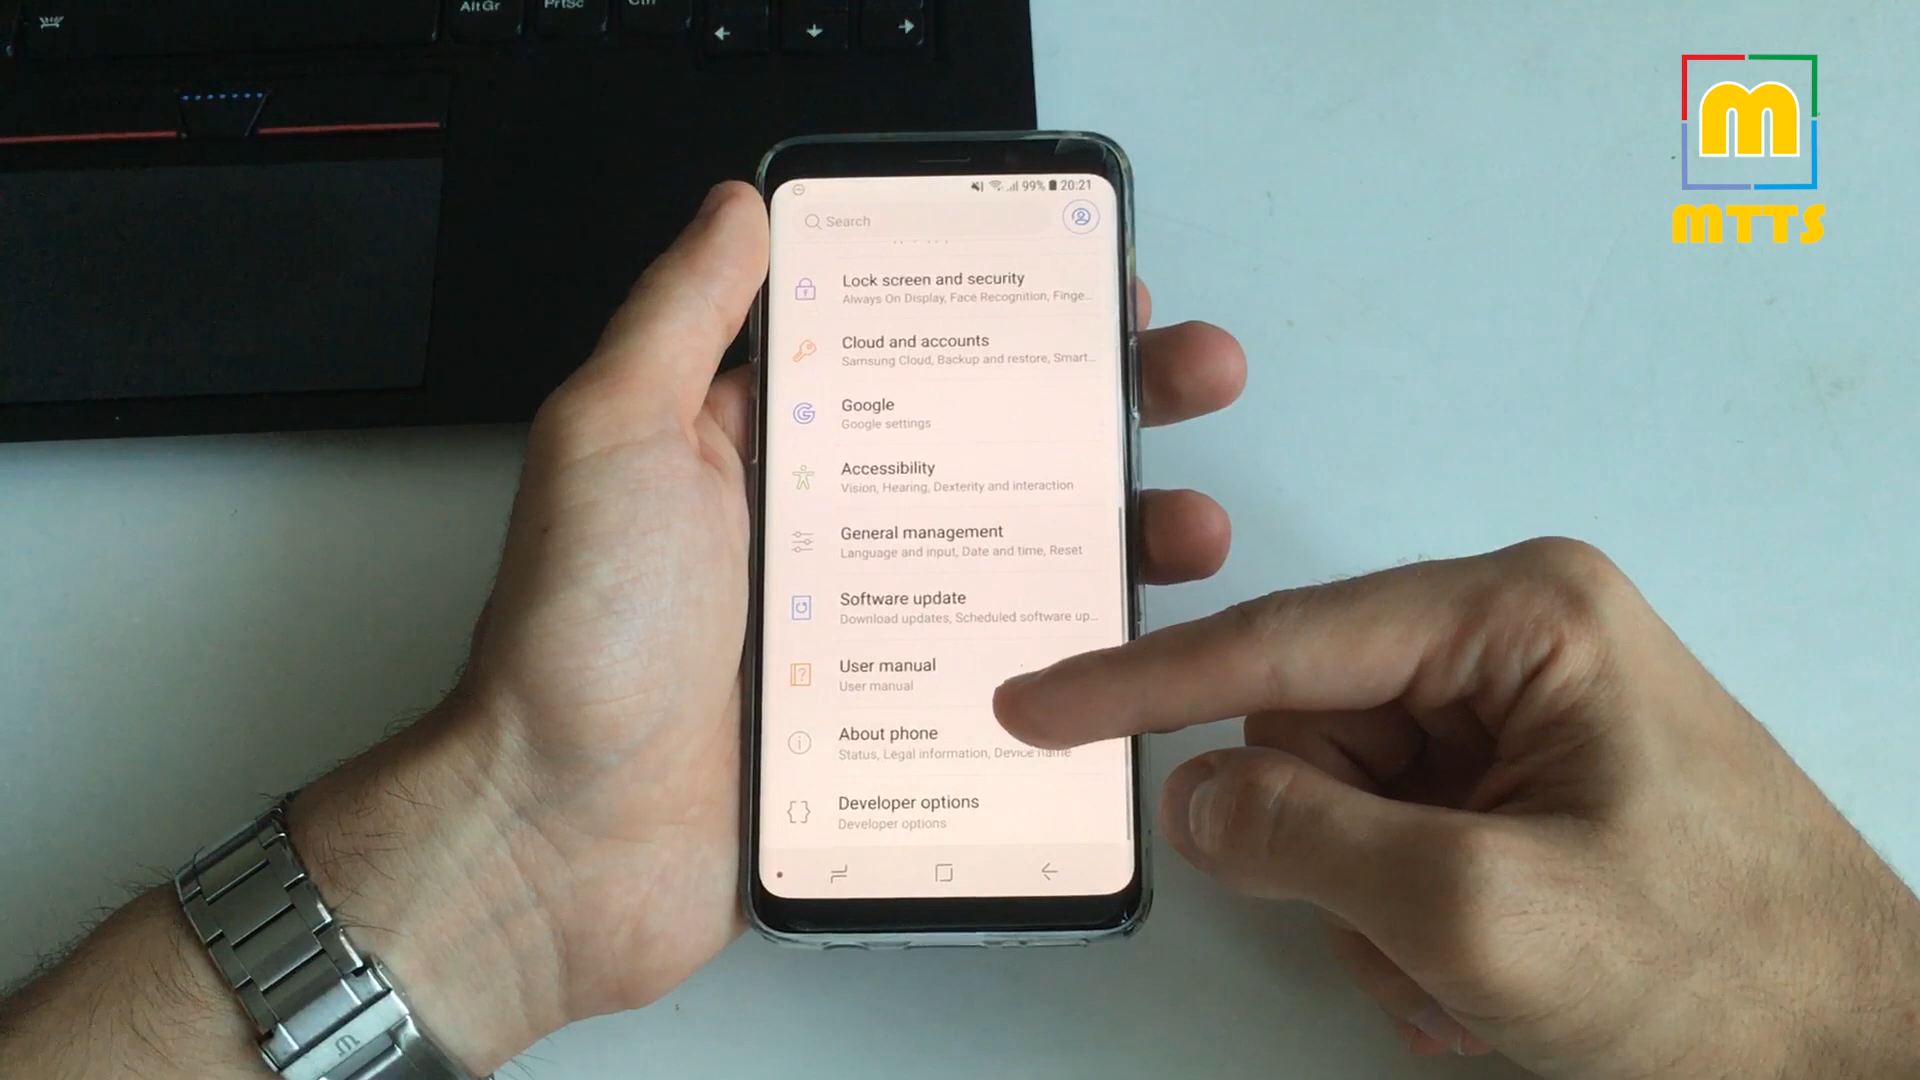 AltGr
PrtSc
Ctrl
M
MTTS
99% 20:21
Search
Lock screen and security
Always On Display, Face Recognition, Finge...
Cloud and accounts
Samsung Cloud, Backup and restore, Smart...
Google
Google settings
Accessibility
Vision, Hearing, Dexterity and interaction
General management
Language and input, Date and time, Reset
Software update
Download updates, Scheduled software up...
User manual
User manual
About phone
Status, Legal information, Device name
Developer options
Developer options